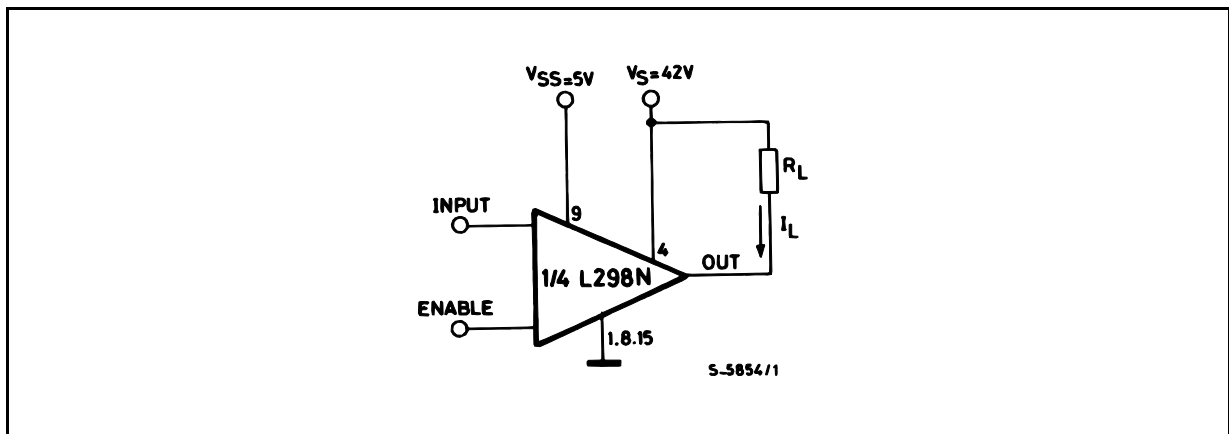 VSS=5V
VS=42V
RL
INPUT
9
IL
4
OUT
1/4 L298N
ENABLE
1.8.15
S-5854/1